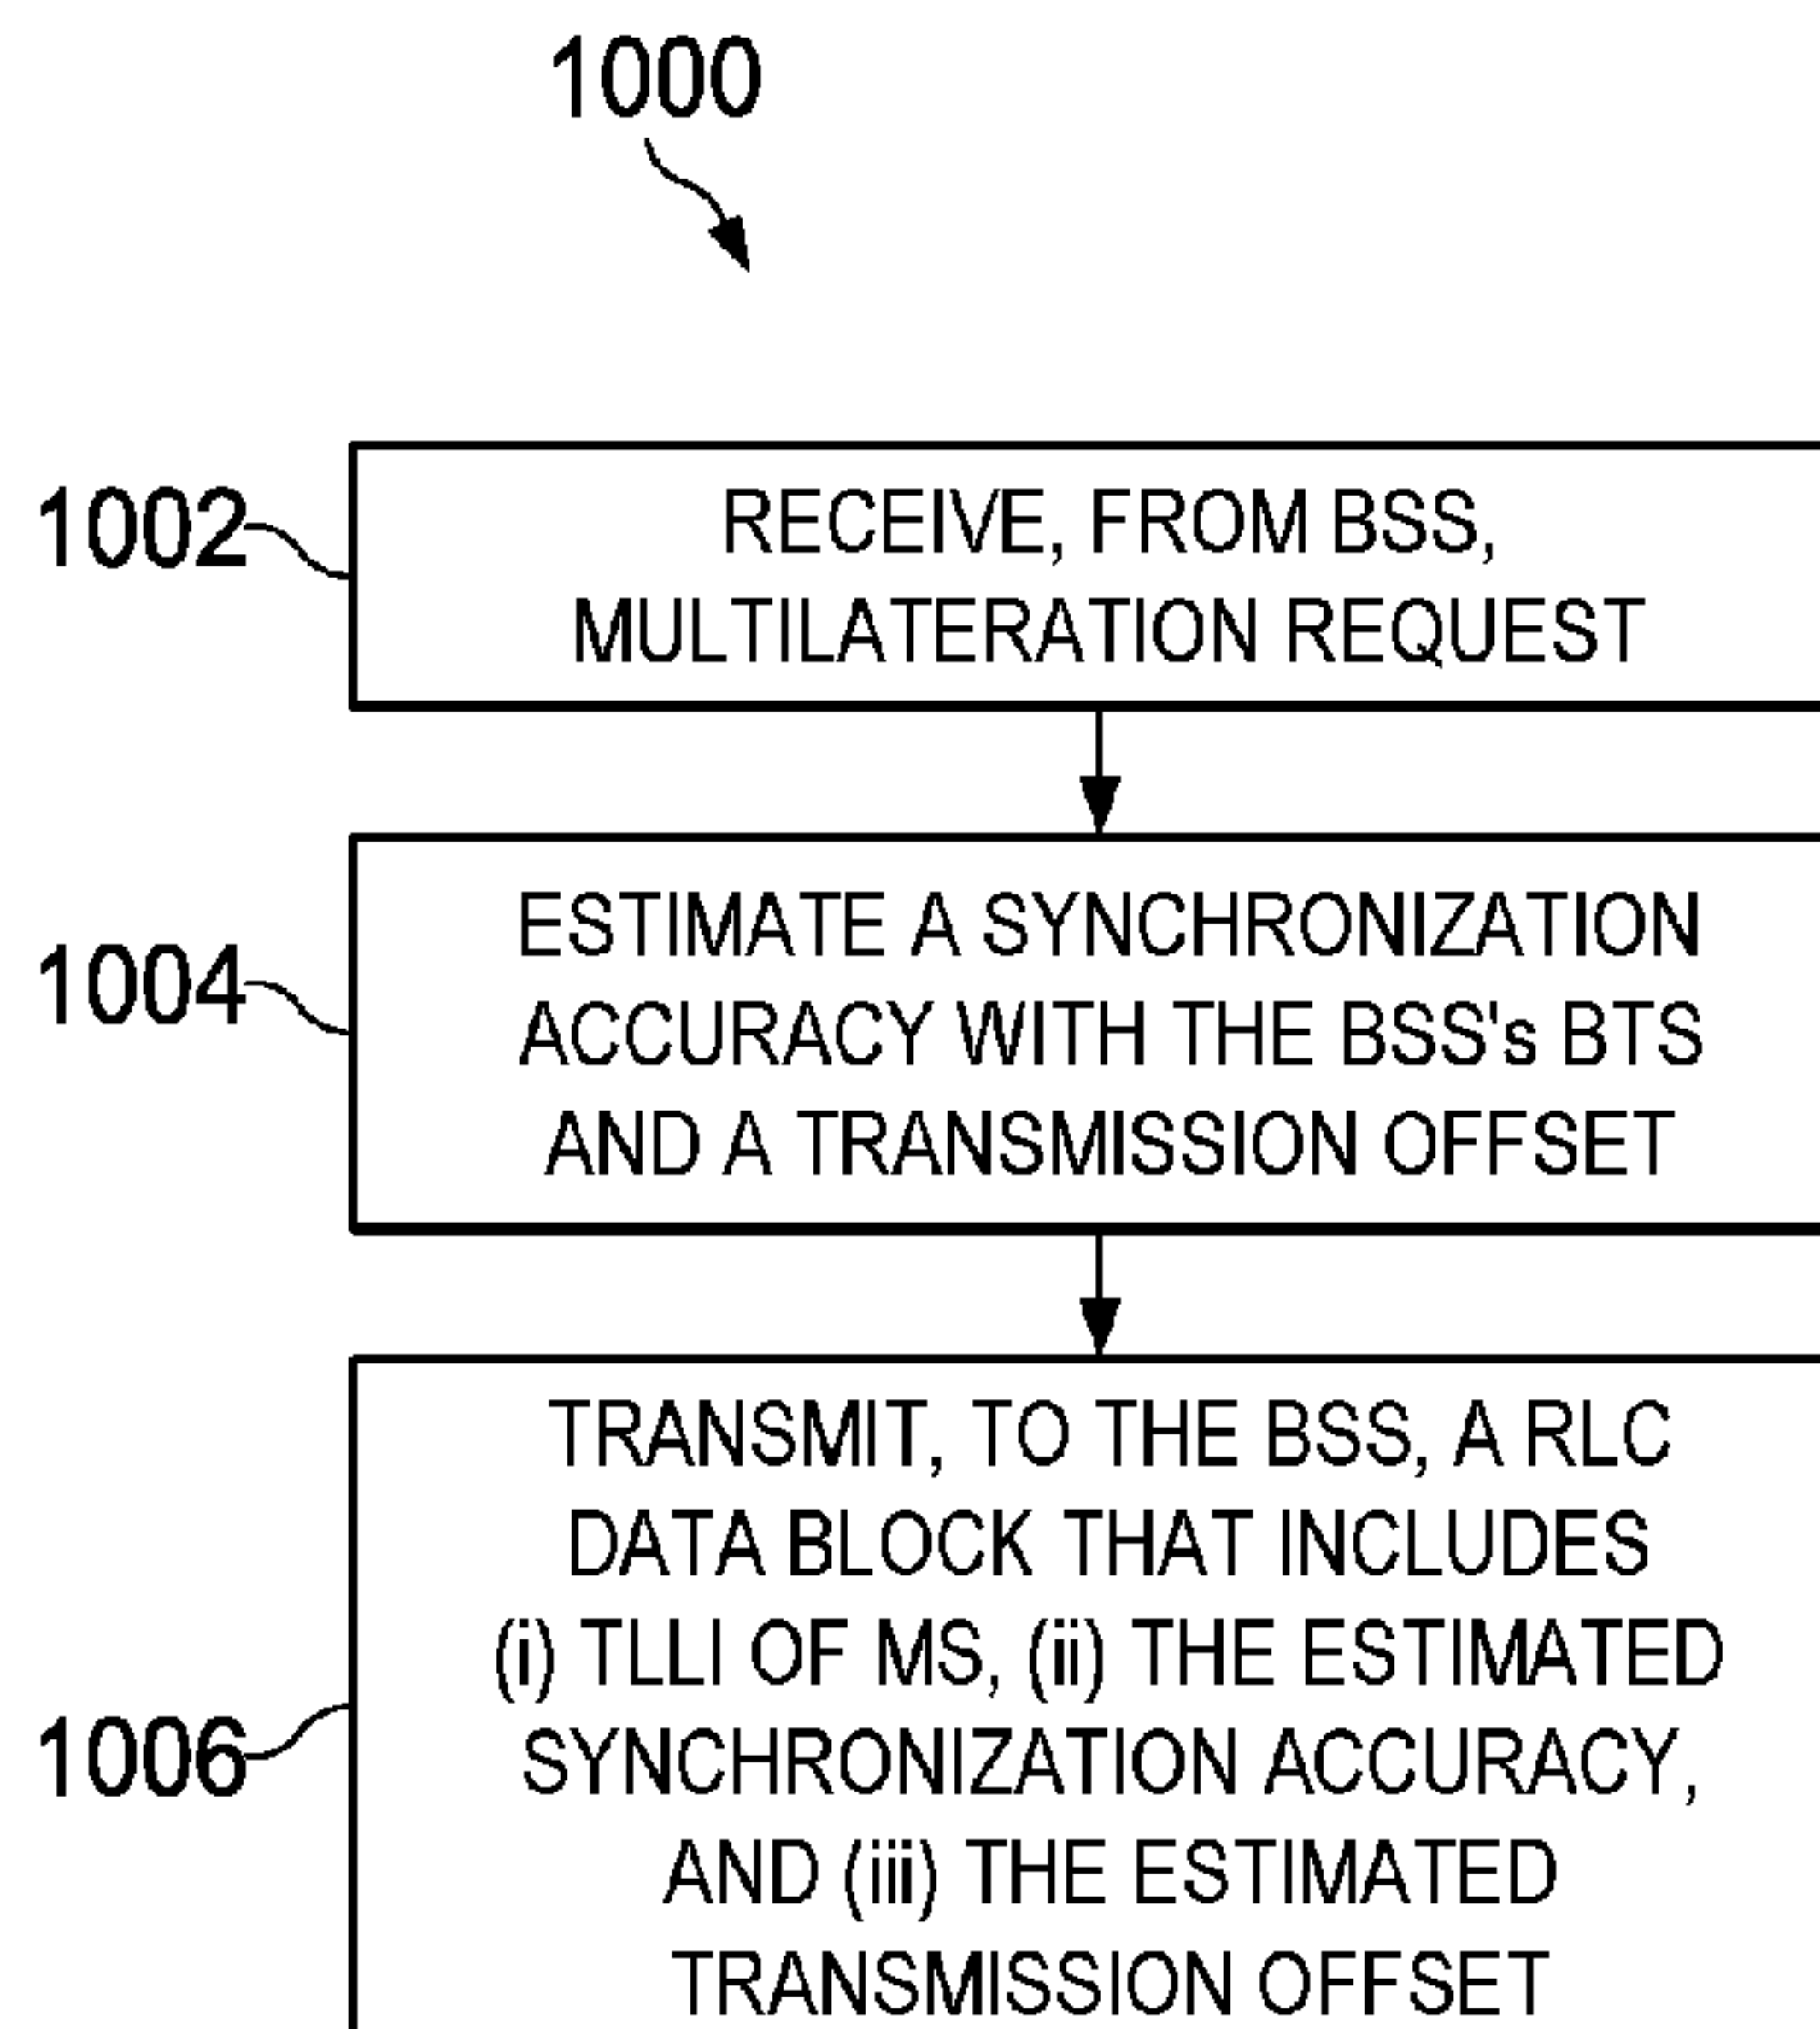 1000
1002
RECEIVE, FROM BSS,
MULTILATERATION REQUEST
1004
ESTIMATE A SYNCHRONIZATION
ACCURACY WITH THE BSS's BTS
AND A TRANSMISSION OFFSET
1006
TRANSMIT, TO THE BSS, A RLC
DATA BLOCK THAT INCLUDES
(i) TLLI OF MS, (ii) THE ESTIMATED
SYNCHRONIZATION ACCURACY,
AND (iii) THE ESTIMATED
TRANSMISSION OFFSET